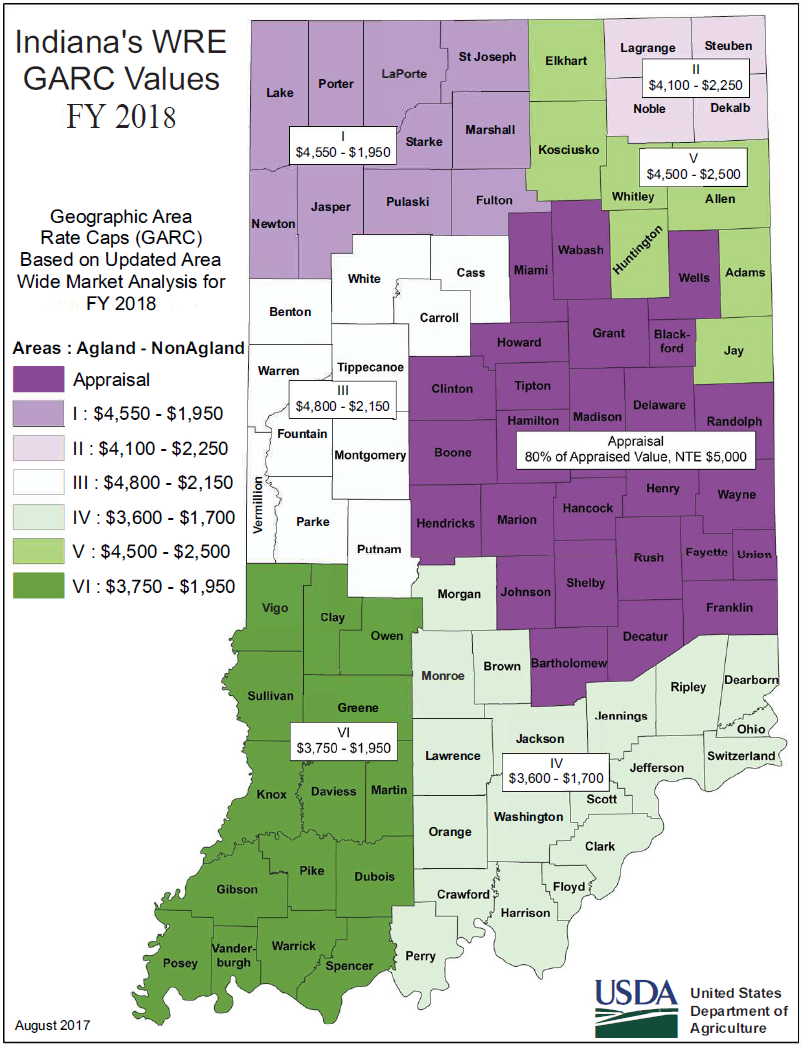 Indiana's WRE
GARC Values
FY 2018
Geographic Area
Rate Caps (GARC)
Based on Updated Area
Wide Market Analysis for
FY 2018
Areas : Agland - NonAgland
Appraisal
I : $4,550 - $1,950
II : $4,100 - $2,250
III : $4,800 - $2,150
IV : $3,600 - $1,700
V : $4,500 - $2,500
VI : $3,750 - $1,950
Lake
Porter
LaPorte
St Joseph
Elkhart
Lagrange
Steuben
II
$4,100 - $2,250
Noble
Dekalb
I
$4,550 - $1,950
Starke
Marshall
Kosciusko
V
$4,500 - $2,500
Whitley
Allen
Newton
Jasper
Pulaski
Fulton
Miami
Wabash
Huntington
Wells
Adams
White
Cass
Carroll
Benton
Howard
Grant
Black-
ford
Jay
Warren
Tippecanoe
III
$4,800 - $2,150
Clinton
Tipton
Hamilton
Madison
Delaware
Randolph
Fountain
Montgomery
Boone
Appraisal
80% of Appraised Value, NTE $5,000
Vermillion
Parke
Putnam
Hendricks
Marion
Hancock
Henry
Wayne
Rush
Fayette
Union
Vigo
Clay
Owen
Morgan
Johnson
Shelby
Franklin
Decatur
Bartholomew
Monroe
Brown
Sullivan
Greene
VI
$3,750 - $1,950
Ripley
Dearborn
Jennings
Ohio
Switzerland
Lawrence
Jackson
IV
$3,600 - $1,700
Jefferson
Knox
Daviess
Martin
Scott
Washington
Orange
Clark
Pike
Dubois
Gibson
Crawford
Floyd
Harrison
Perry
Posey
Vander-
burgh
Warrick
Spencer
August 2017
USDA
United States
Department of
Agriculture